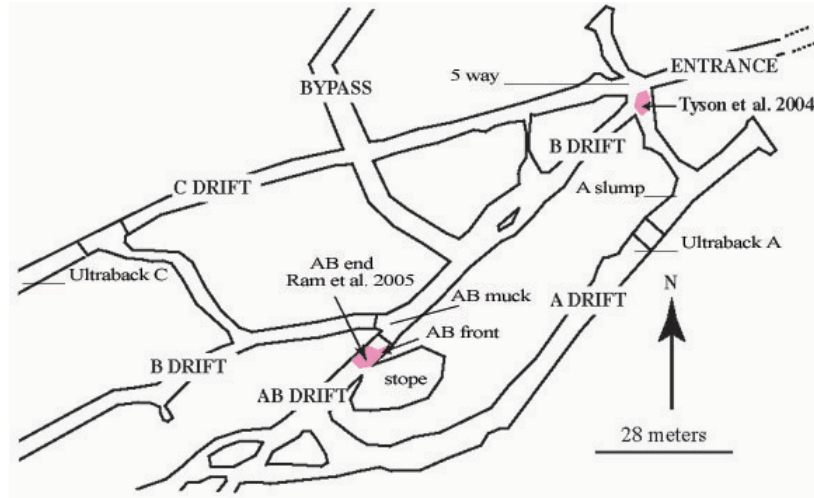 5 way
ENTRANCE
BYPASS
Tyson et al. 2004
B DRIFT
C DRIFT
A slump
Ultraback A
AB end
Ram et al. 2005
Ultraback C
N
AB muck
A DRIFT
AB front
B DRIFT
stope
AB DRIFT
28 meters